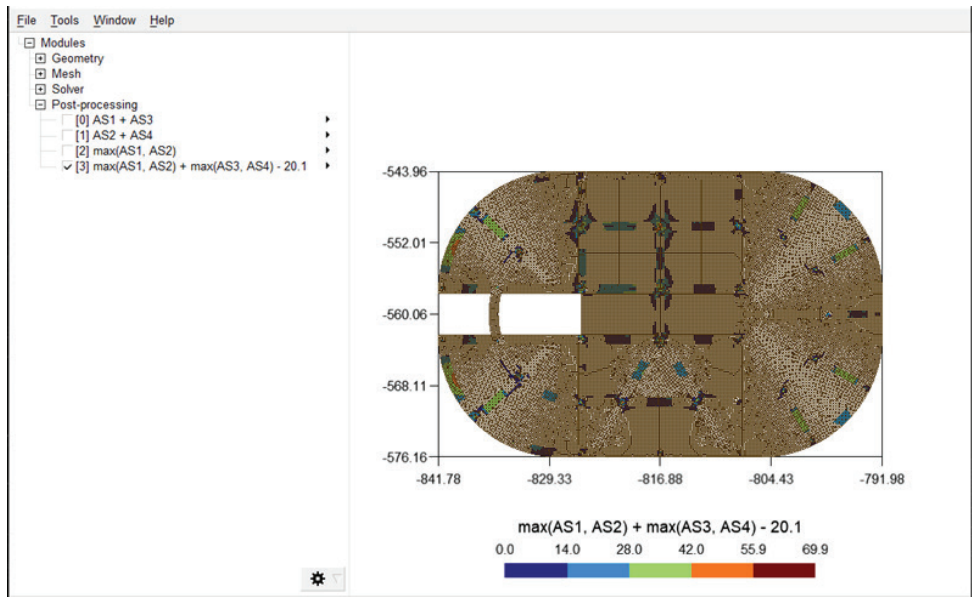 File Tools Window Help
Modules
Geometry
Mesh
Solver
Post-processing
[0] AS1 + AS3
[1] AS2 + AS4
[2] max(AS1, AS2)
[3] max(AS1, AS2) + max(AS3, AS4) - 20.1
-543.96
-552.01
-560.06
-568.11
-576.16
-841.78 -829.33 -816.88 -804.43 -791.98
max(AS1, AS2) + max(AS3, AS4) - 20.1
0.0 14.0 28.0 42.0 55.9 69.9